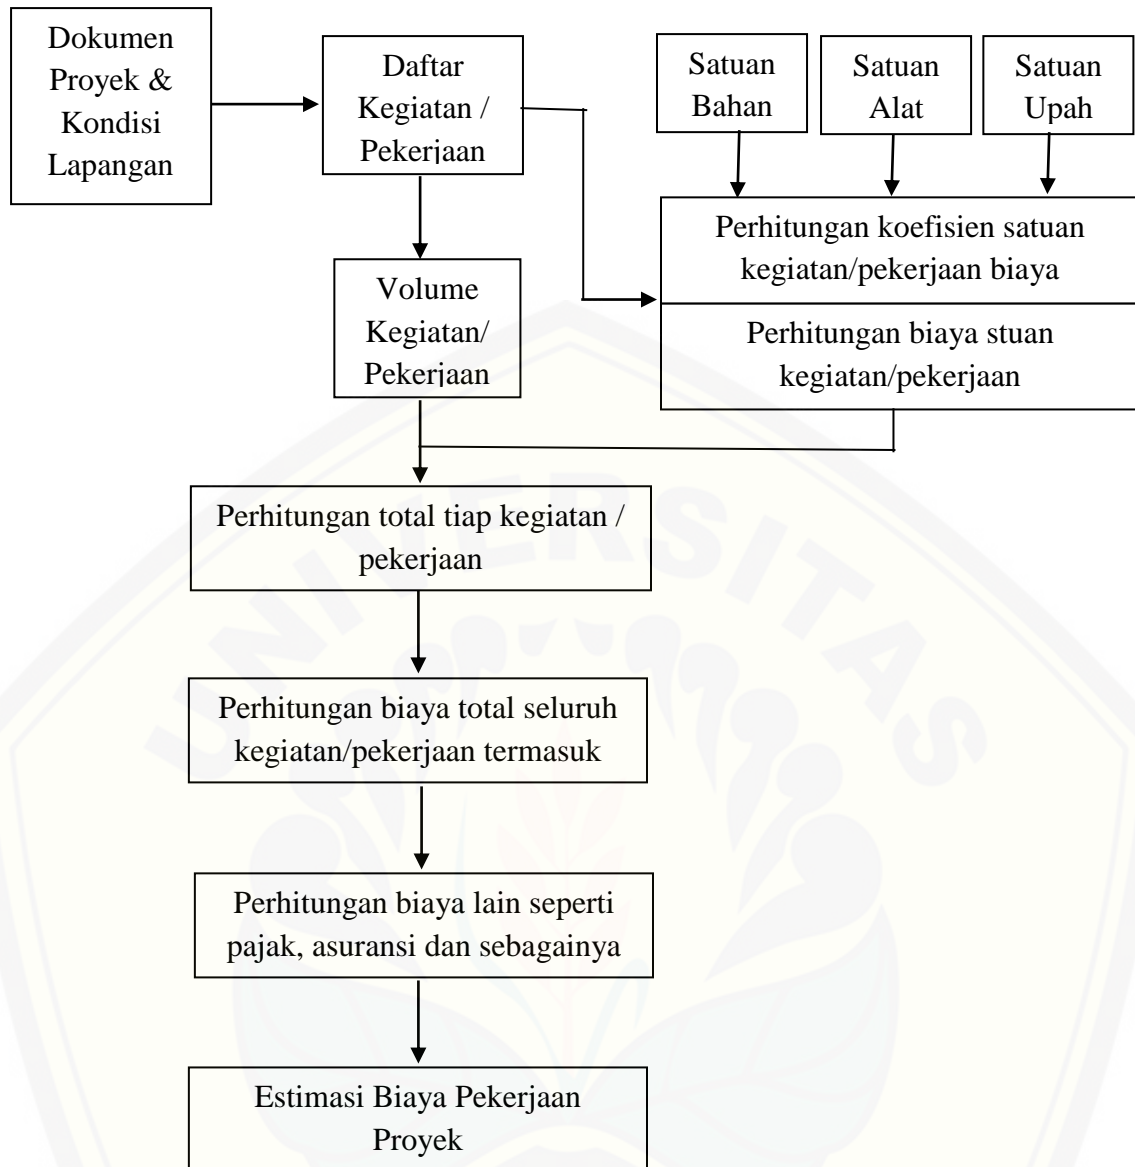 Dokumen
Proyek &
Kondisi
Lapangan
Daftar
Kegiatan /
Pekerjaan
Satuan
Bahan
Satuan
Alat
Satuan
Upah
Perhitungan koefisien satuan
kegiatan/pekerjaan biaya
Perhitungan biaya stuan
kegiatan/pekerjaan
Volume
Kegiatan/
Pekerjaan
Perhitungan total tiap kegiatan /
pekerjaan
Perhitungan biaya total seluruh
kegiatan/pekerjaan termasuk
Perhitungan biaya lain seperti
pajak, asuransi dan sebagainya
Estimasi Biaya Pekerjaan
Proyek
UNIVERSITAS